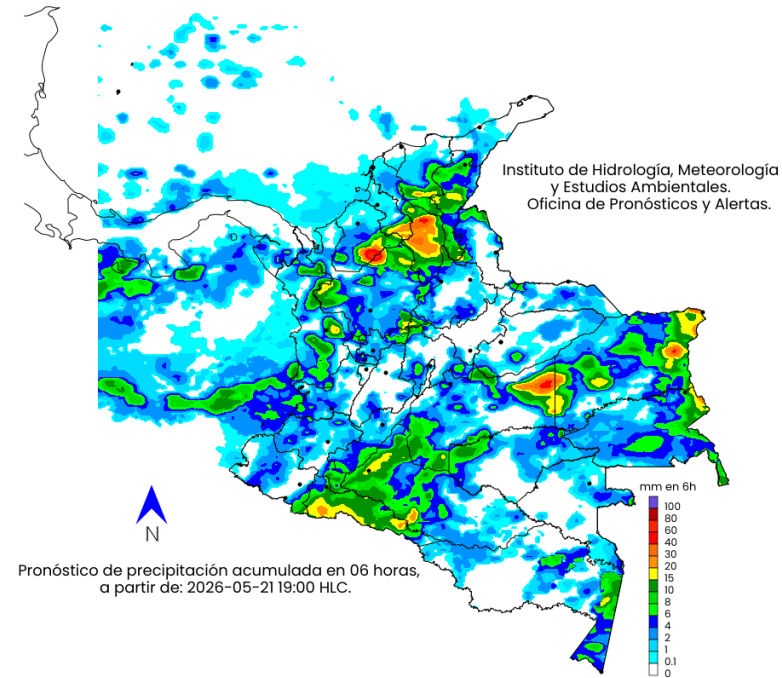 Instituto de Hidrología, Meteorología
y Estudios Ambientales.
Oficina de Pronósticos y Alertas.
mm en 6h
100
80
60
40
30
20
15
10
8
6
4
2
1
0.1
0
N
Pronóstico de precipitación acumulada en 06 horas,
a partir de: 2026-05-21 19:00 HLC.